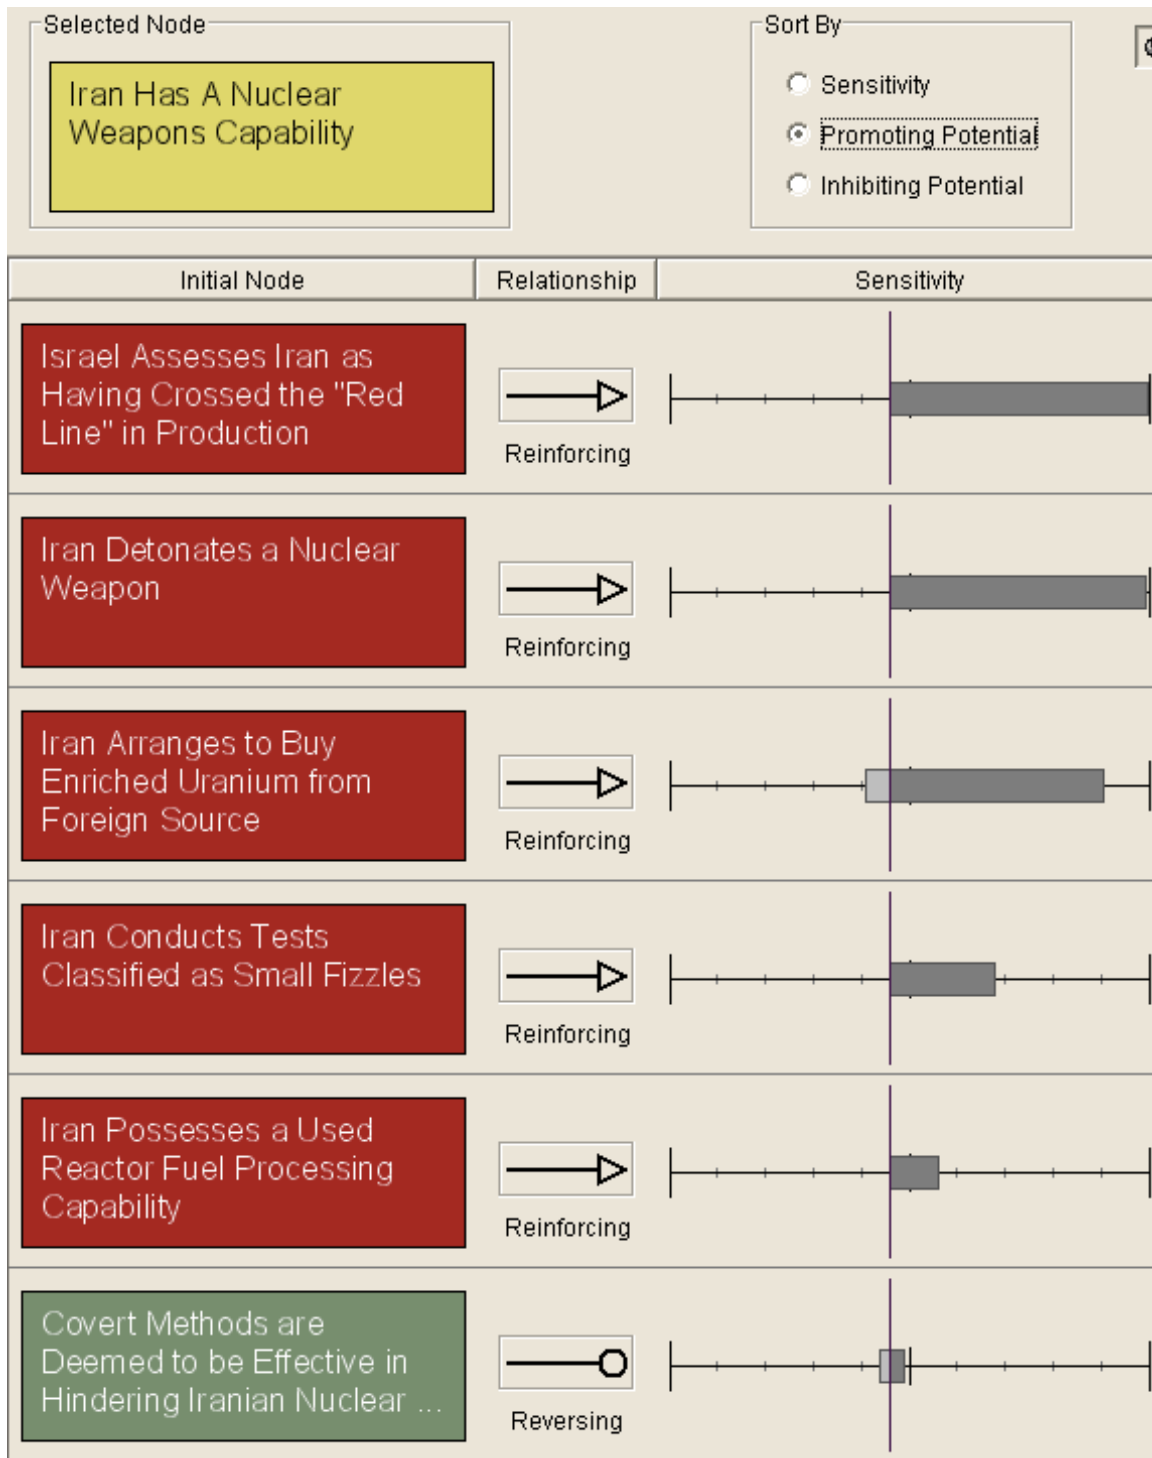 Selected Node
Iran Has A Nuclear
Weapons Capability
Sort By
Sensitivity
Promoting Potential
Inhibiting Potential
Initial Node
Relationship
Sensitivity
Israel Assesses Iran as
Having Crossed the "Red
Line" in Production
Reinforcing
Iran Detonates a Nuclear
Weapon
Reinforcing
Iran Arranges to Buy
Enriched Uranium from
Foreign Source
Reinforcing
Iran Conducts Tests
Classified as Small Fizzles
Reinforcing
Iran Possesses a Used
Reactor Fuel Processing
Capability
Reinforcing
Covert Methods are
Deemed to be Effective in
Hindering Iranian Nuclear ...
Reversing